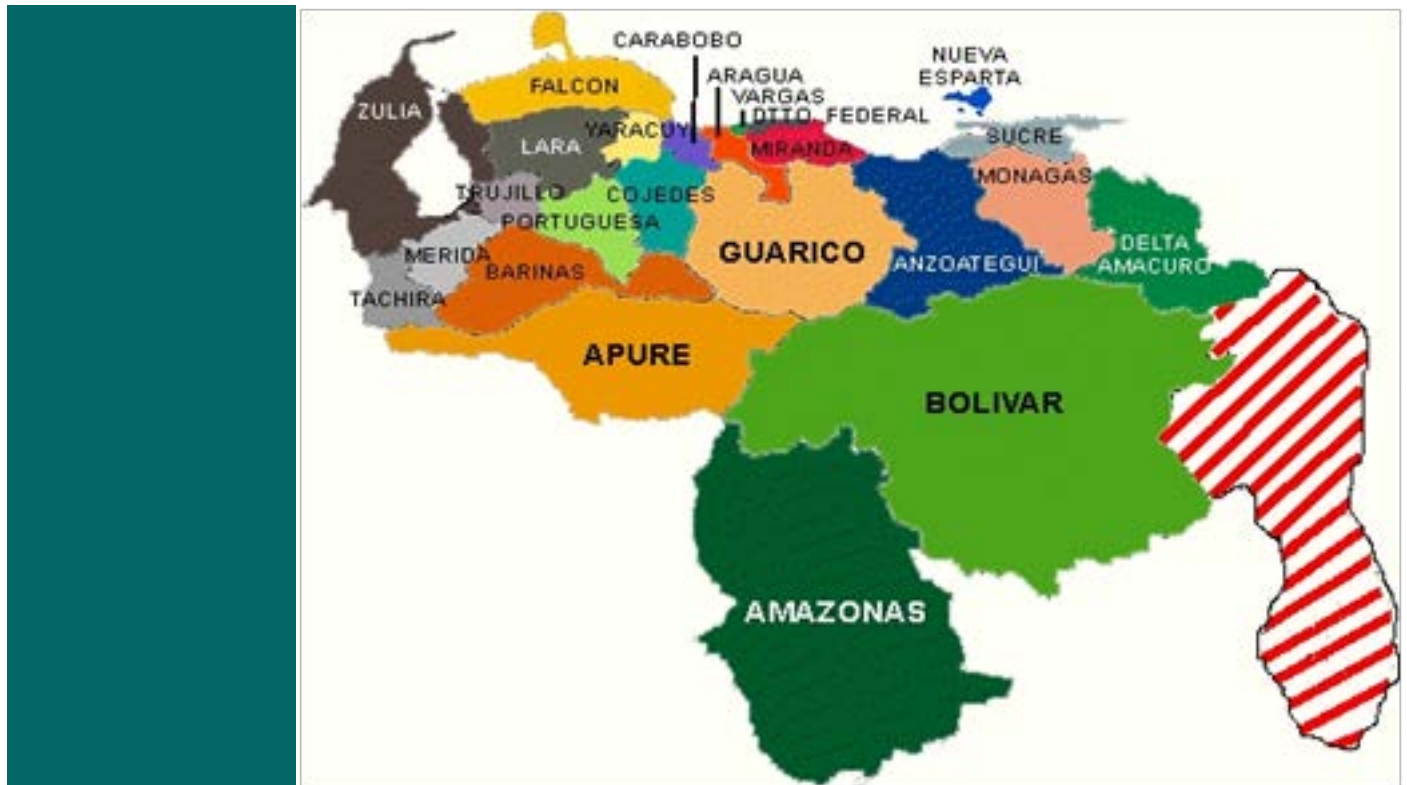 CARABOBO
NUEVA
ESPARTA
ARAGUA
VARGAS
DTTO. FEDERAL
FALCON
ZULIA
YARACUY
LARA
MIRANDA
SUCRE
MONAGAS
TRUJILLO
COJEDES
PORTUGUESA
MERIDA
BARINAS
GUARICO
ANZOATEGUI
DELTA
AMACURO
TACHIRA
APURE
BOLIVAR
AMAZONAS